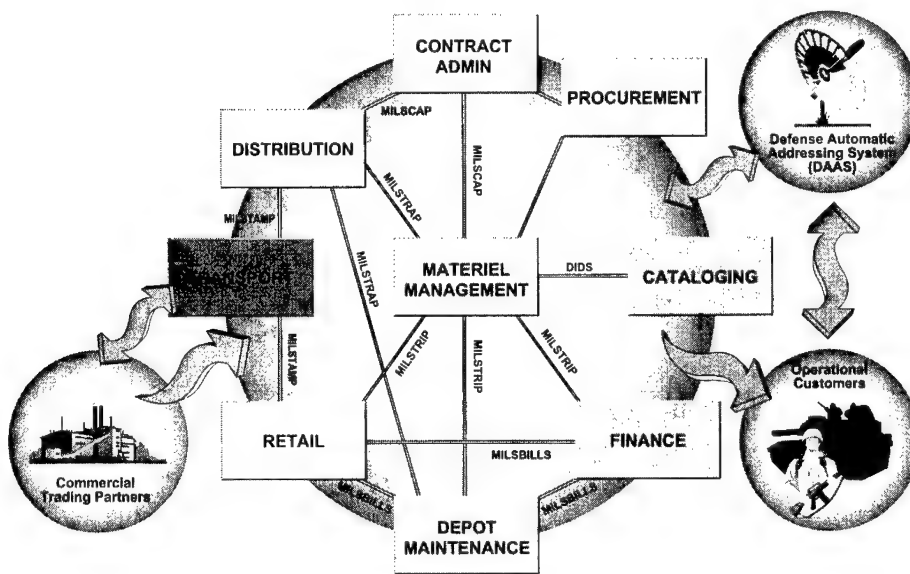 CONTRACT
ADMIN
PROCUREMENT
MILSCAP
DISTRIBUTION
MILSCAP
Defense Automatic
Addressing System
(DAAS)
MILSTRAP
MILSTAMP
MATERIEL
MANAGEMENT
DIDS
CATALOGING
MILSTRAP
MILSTAMP
MILSTRIP
MILSTRIP
MILSTRIP
Operational
Customers
RETAIL
FINANCE
MILSBILLS
Commercial
Trading Partners
MILSBILLS
MILSBILLS
DEPOT
MAINTENANCE